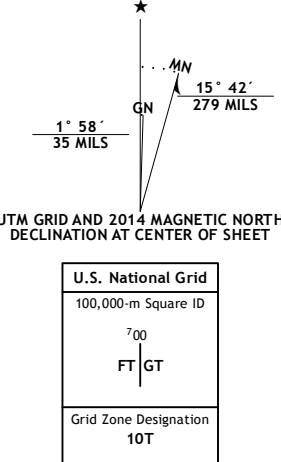 ★
MN
15° 42´
279 MILS
GN
1° 58´
35 MILS
UTM GRID AND 2014 MAGNETIC NORTH
DECLINATION AT CENTER OF SHEET
U.S. National Grid
100,000-m Square ID
⁷00
FT GT
Grid Zone Designation
10T